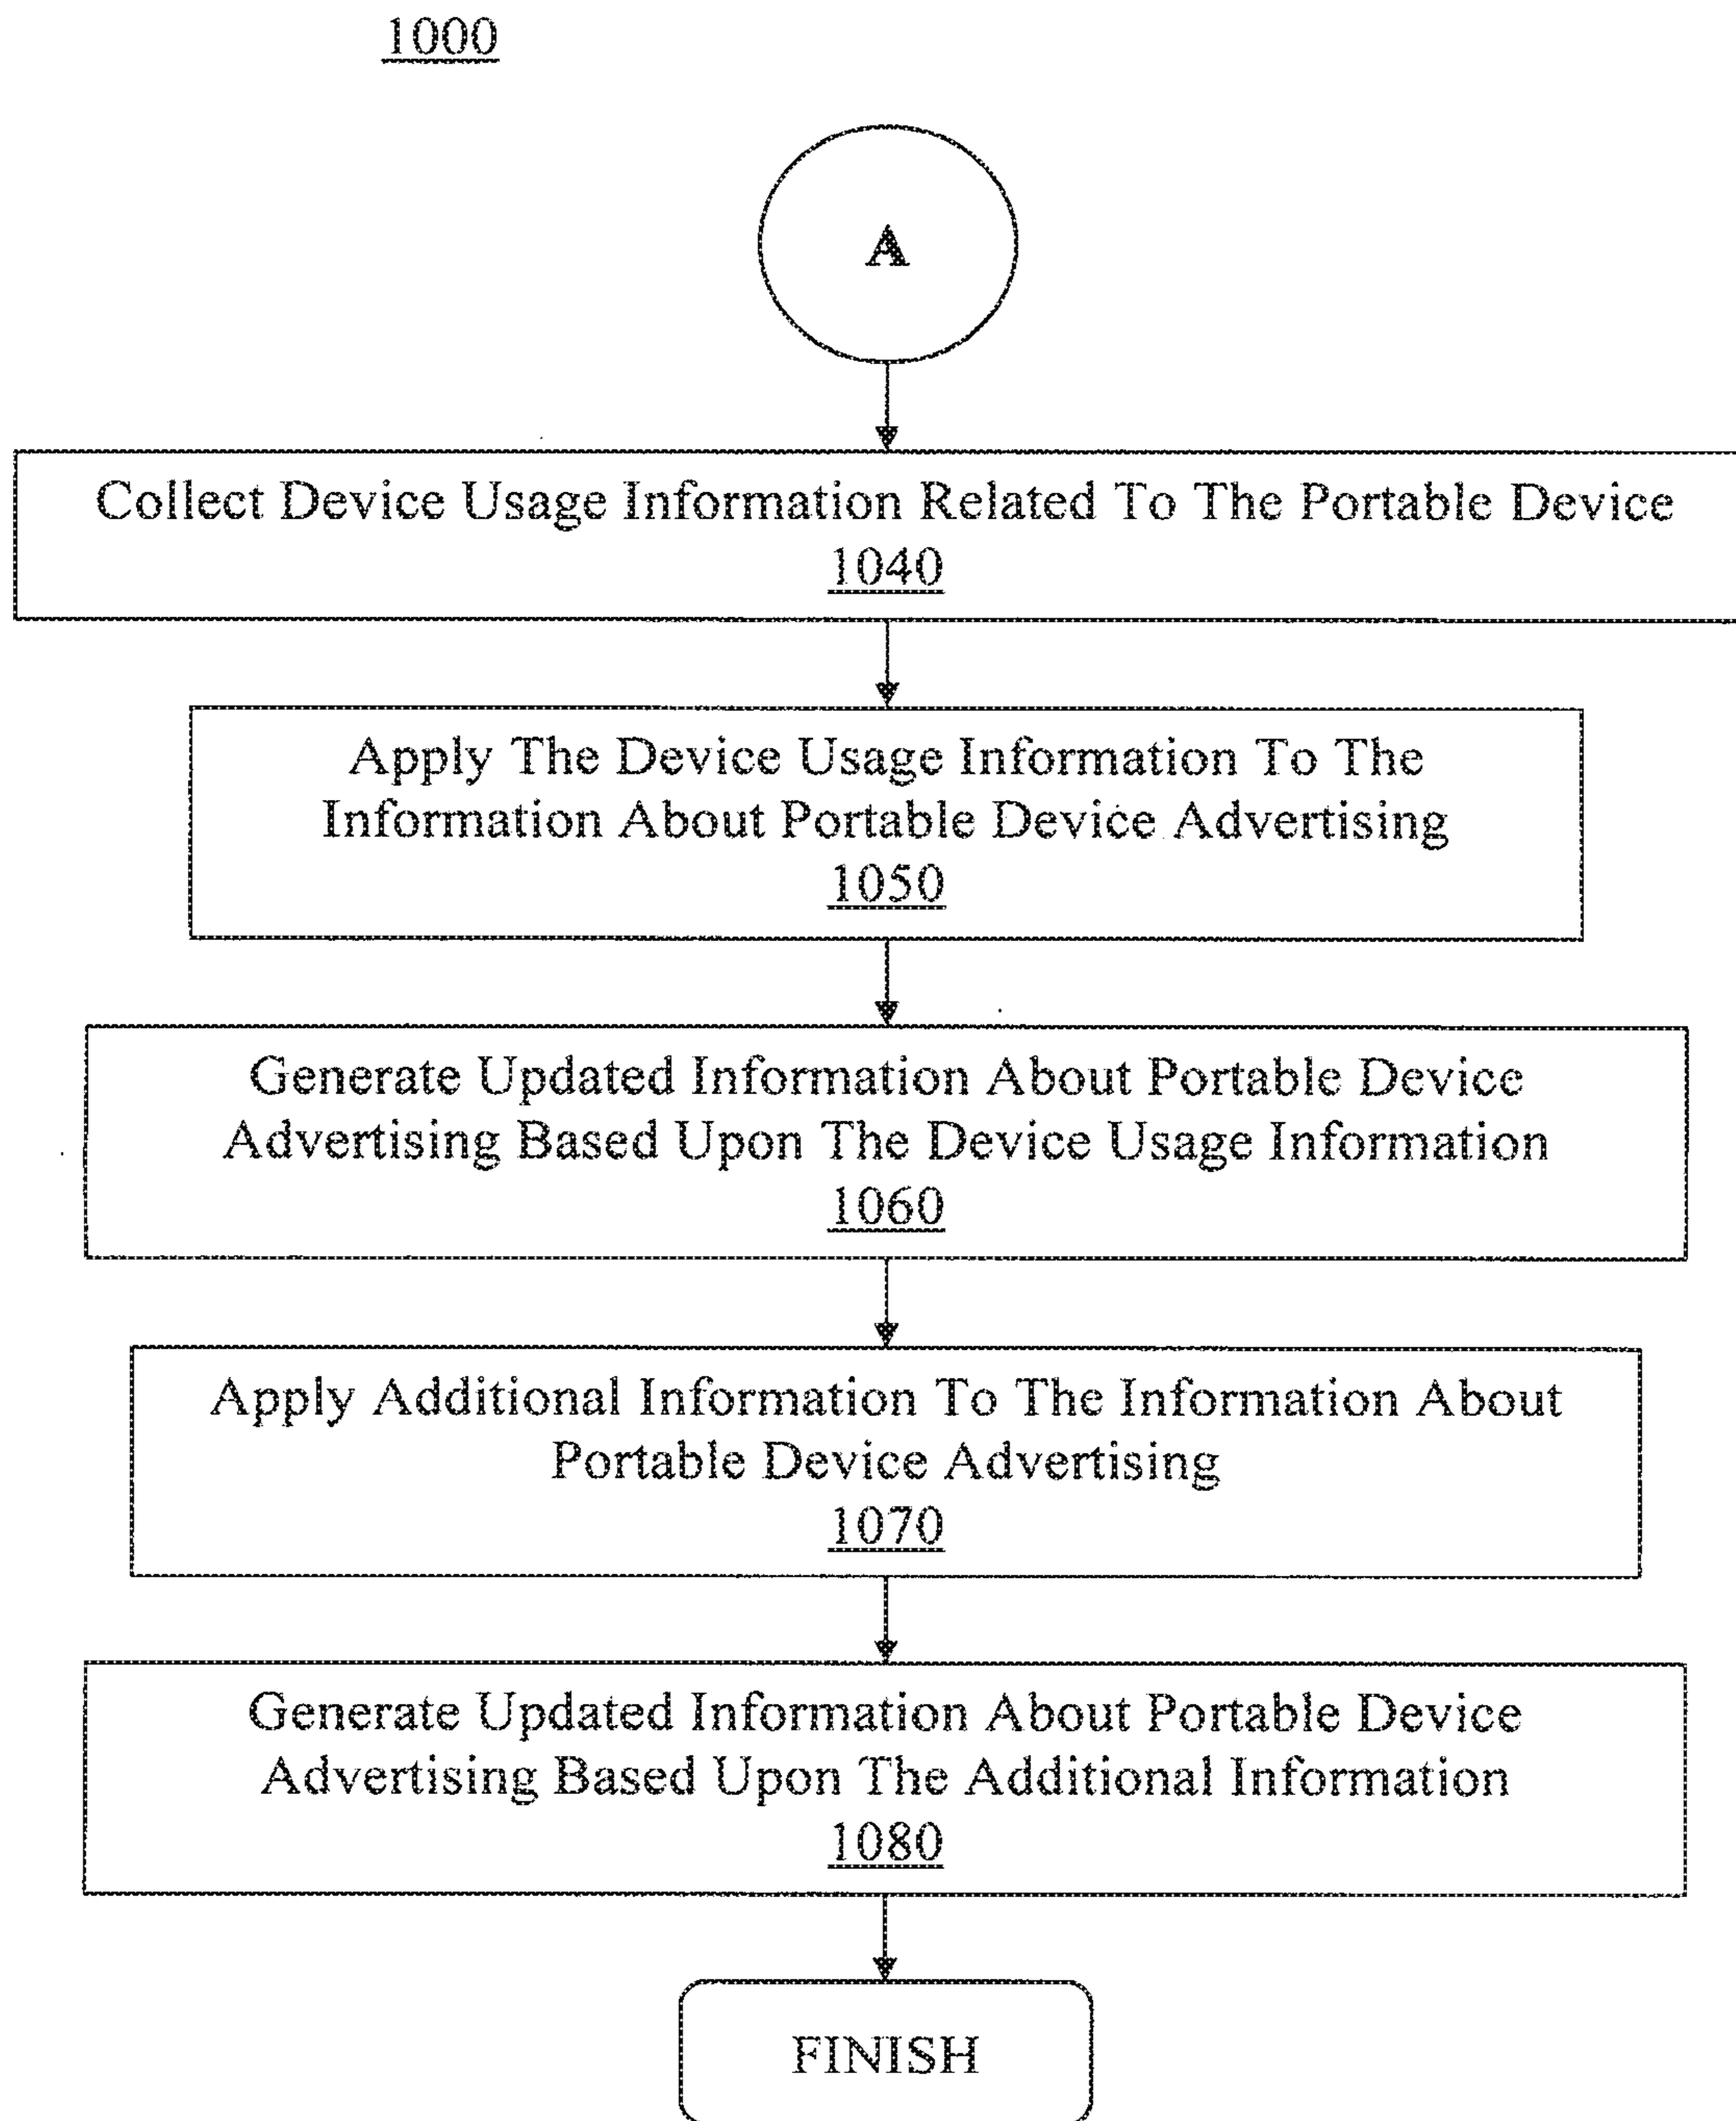 1000
A
Collect Device Usage Information Related To The Portable Device
1040
Apply The Device Usage Information To The
Information About Portable Device Advertising
1050
Generate Updated Information About Portable Device
Advertising Based Upon The Device Usage Information
1060
Apply Additional Information To The Information About
Portable Device Advertising
1070
Generate Updated Information About Portable Device
Advertising Based Upon The Additional Information
1080
FINISH